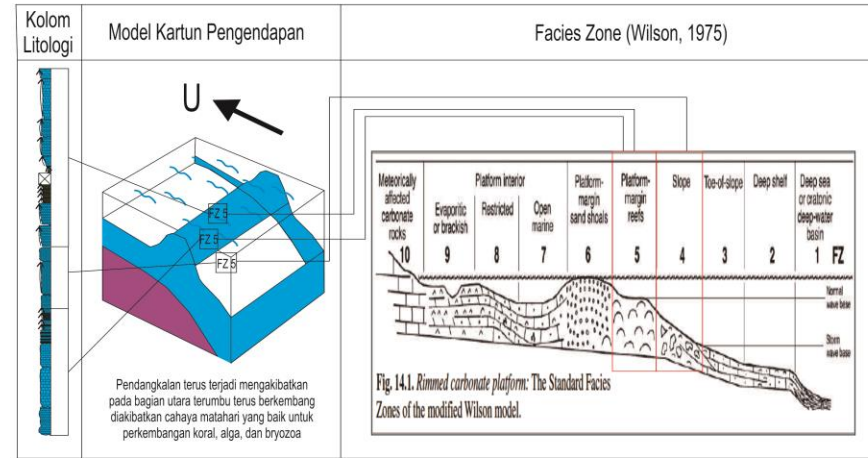 Kolom
Litologi
Model Kartun Pengendapan
Facies Zone (Wilson, 1975)
U
FZ 5
FZ 5
FZ 5
Pendangkalan terus terjadi mengakibatkan
pada bagian utara terumbu terus berkembang
diakibatkan cahaya matahari yang baik untuk
perkembangan koral, alga, dan bryozoa
Meteorically
affected
carbonate
rocks
10
Platform interior
Evaporitic
or brackish
9
Restricted
8
Open
marine
7
Platform-
margin
sand shoals
6
Platform-
margin
reefs
5
Slope
4
Toe-of-slope
3
Deep shelf
2
Deep sea
or cratonic
deep-water
basin
1 FZ
Normal
wave base
Storm
wave base
Fig. 14.1. Rimmed carbonate platform: The Standard Facies
Zones of the modified Wilson model.